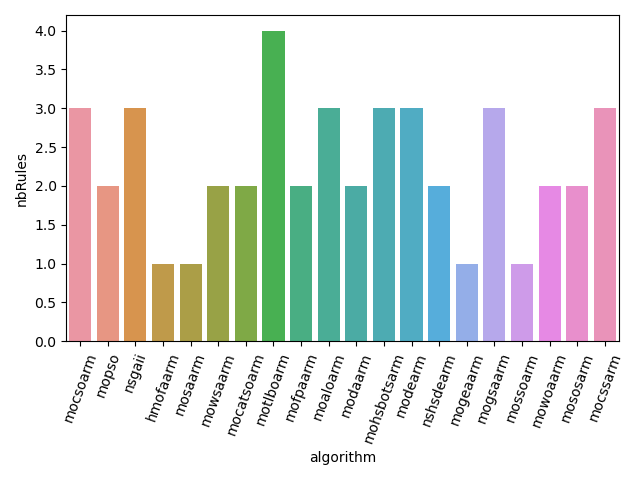 4.0
3.5
3.0
2.5
2.0
1.5
1.0
0.5
0.0
nbRules
mocsoarm
mopso
nsgaii
hmofaarm
mosaarm
mowsaarm
mocatsoarm
motlboarm
mofpaarm
moaloarm
modaarm
mohsbotsarm
modearm
nshsdearm
mogeaarm
mogsaarm
mossoarm
mowoaarm
mososarm
mocssarm
algorithm